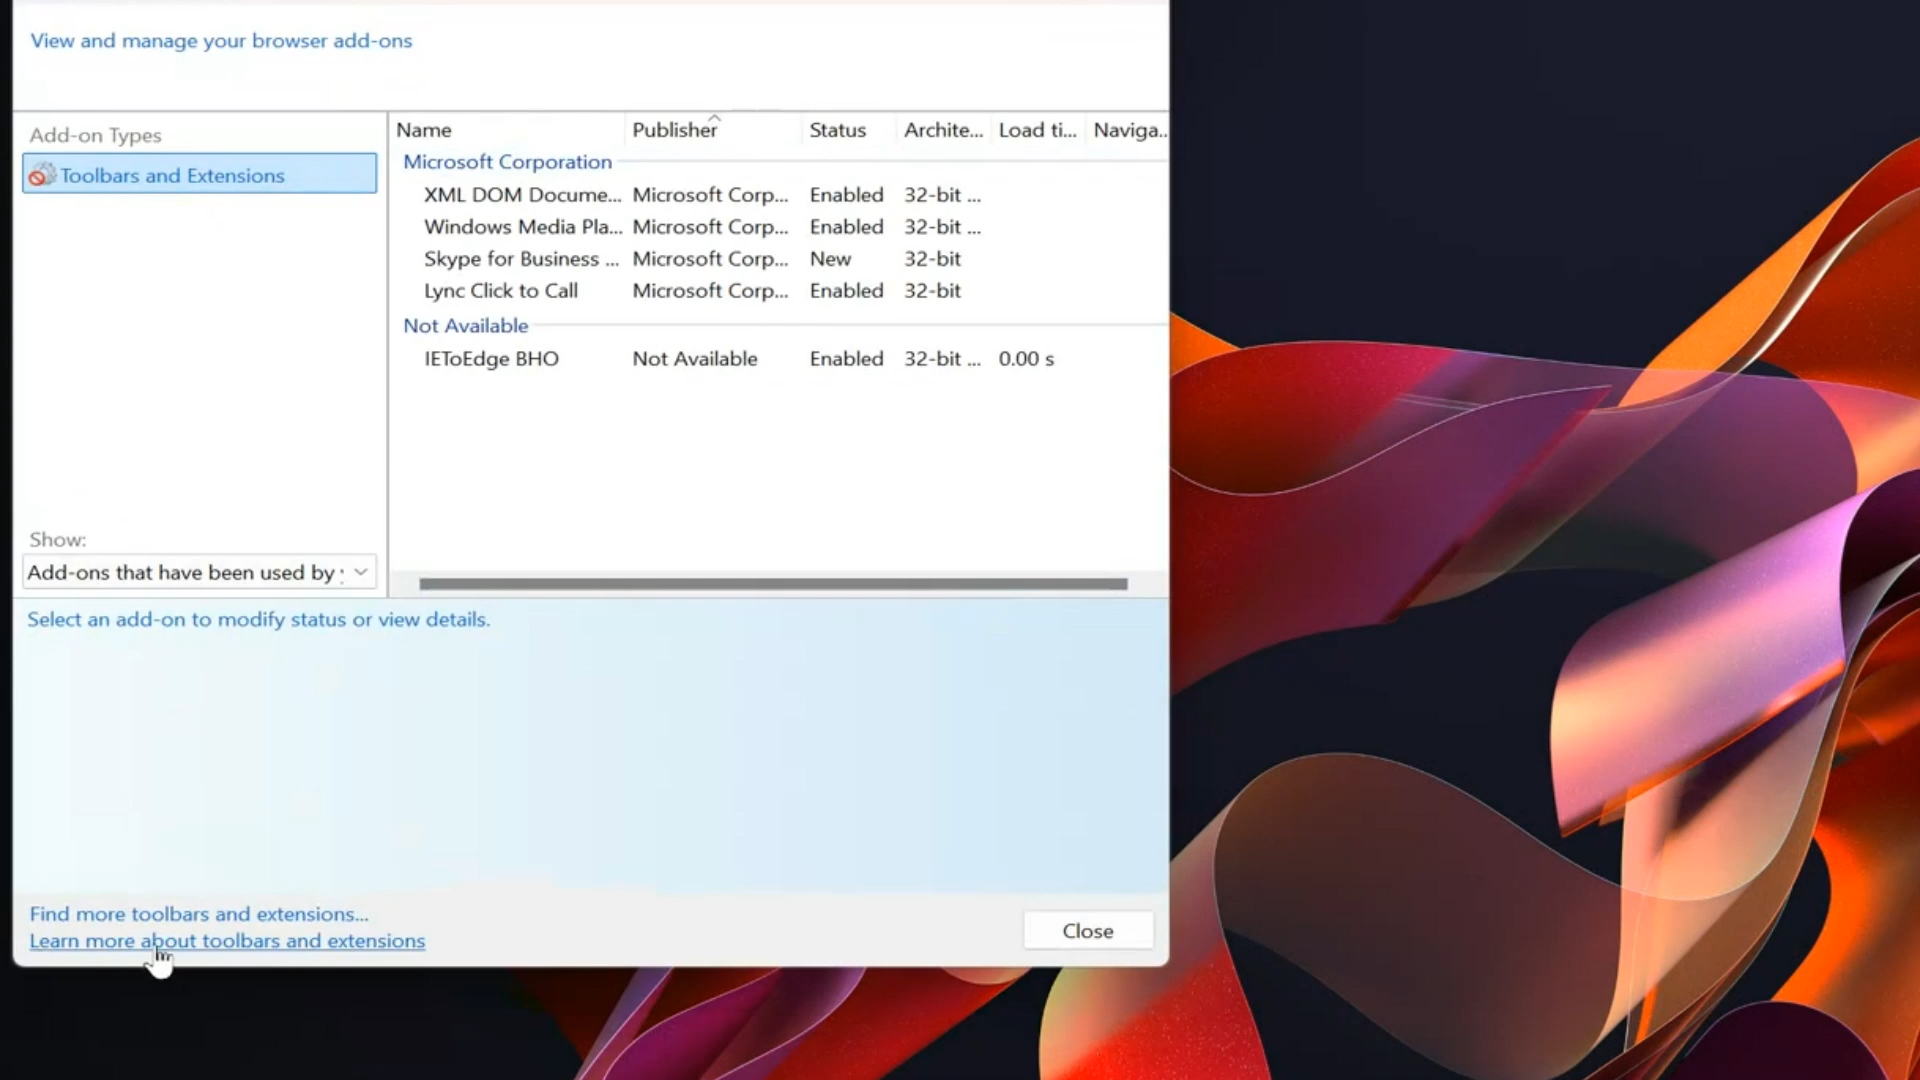 View and manage your browser add-ons
Add-on Types
Toolbars and Extensions
Show:
Add-ons that have been used by
Name Publisher Status Archite... Load ti... Naviga...
Microsoft Corporation
XML DOM Docume... Microsoft Corp... Enabled 32-bit ...
Windows Media Pla... Microsoft Corp... Enabled 32-bit ...
Skype for Business ... Microsoft Corp... New 32-bit
Lync Click to Call Microsoft Corp... Enabled 32-bit
Not Available
IEToEdge BHO Not Available Enabled 32-bit ... 0.00 s
Select an add-on to modify status or view details.
Find more toolbars and extensions...
Learn more about toolbars and extensions
Close